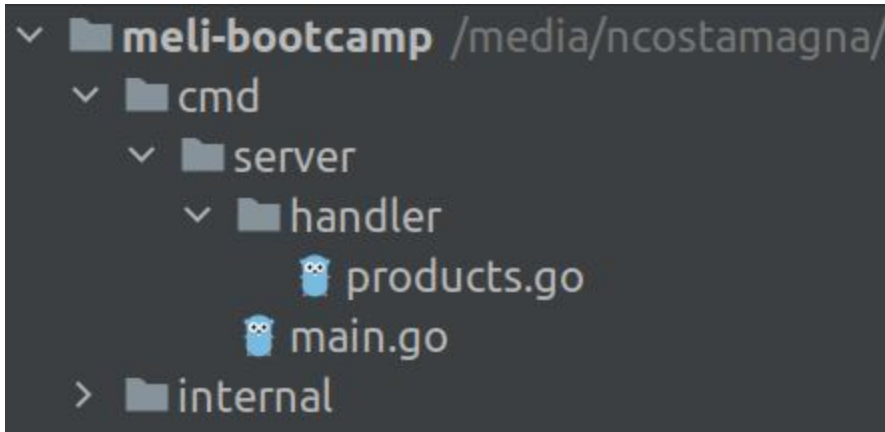 meli-bootcamp /media/ncostamagna/
cmd
server
handler
products.go
main.go
internal